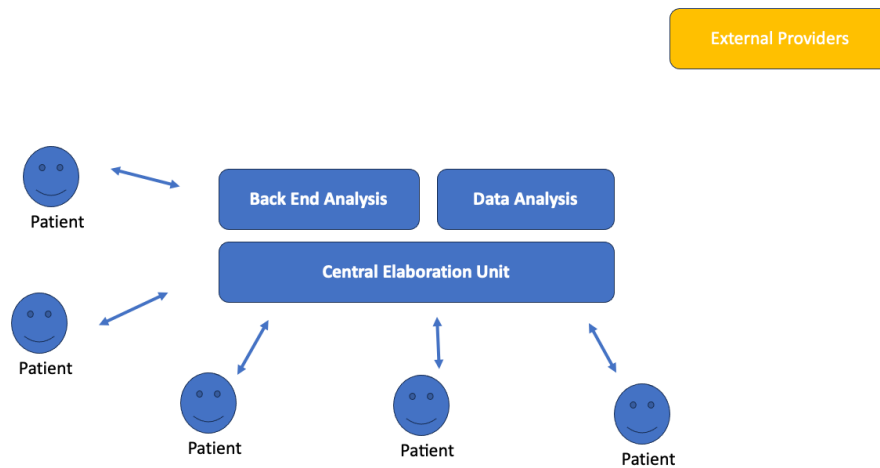 External Providers
Patient
Back End Analysis
Data Analysis
Central Elaboration Unit
Patient
Patient
Patient
Patient